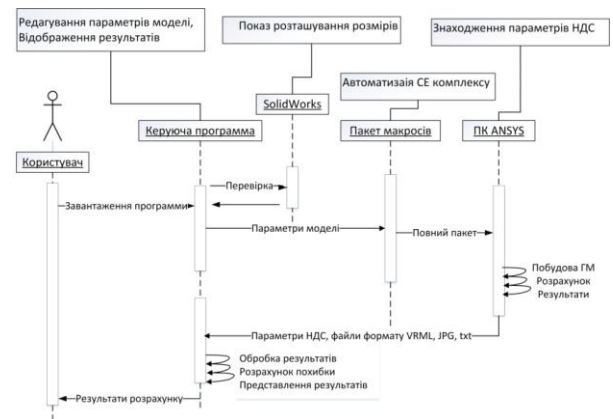 Редагування параметрів моделі,
Відображення результатів
Показ розташування розмірів
Знаходження параметрів НДС
Автоматизаія СЕ комплексу
SolidWorks
Керуюча программа
Пакет макросів
ПК ANSYS
Користувач
Перевірка
Завантаження программи
Параметри моделі
Повний пакет
Побудова ГМ
Розрахунок
Результати
Параметри НДС, файли формату VRML, JPG, txt
Обробка результатів
Розрахунок похибки
Представлення результатів
Результати розрахунку